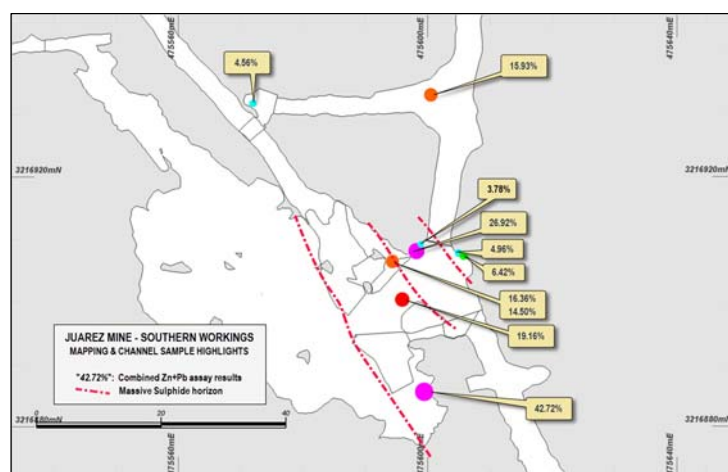 475560mE
475600mE
475640mE
4.56%
15.93%
3216920mN
3216920mN
3.78%
26.92%
4.96%
6.42%
16.36%
14.50%
19.16%
JUAREZ MINE - SOUTHERN WORKINGS
MAPPING & CHANNEL SAMPLE HIGHLIGHTS
"42.72%": Combined Zn+Pb assay results
Massive Sulphide horizon
42.72%
0 20 40
3216880mN
3216880mN
475560mE
475600mE
475640mE